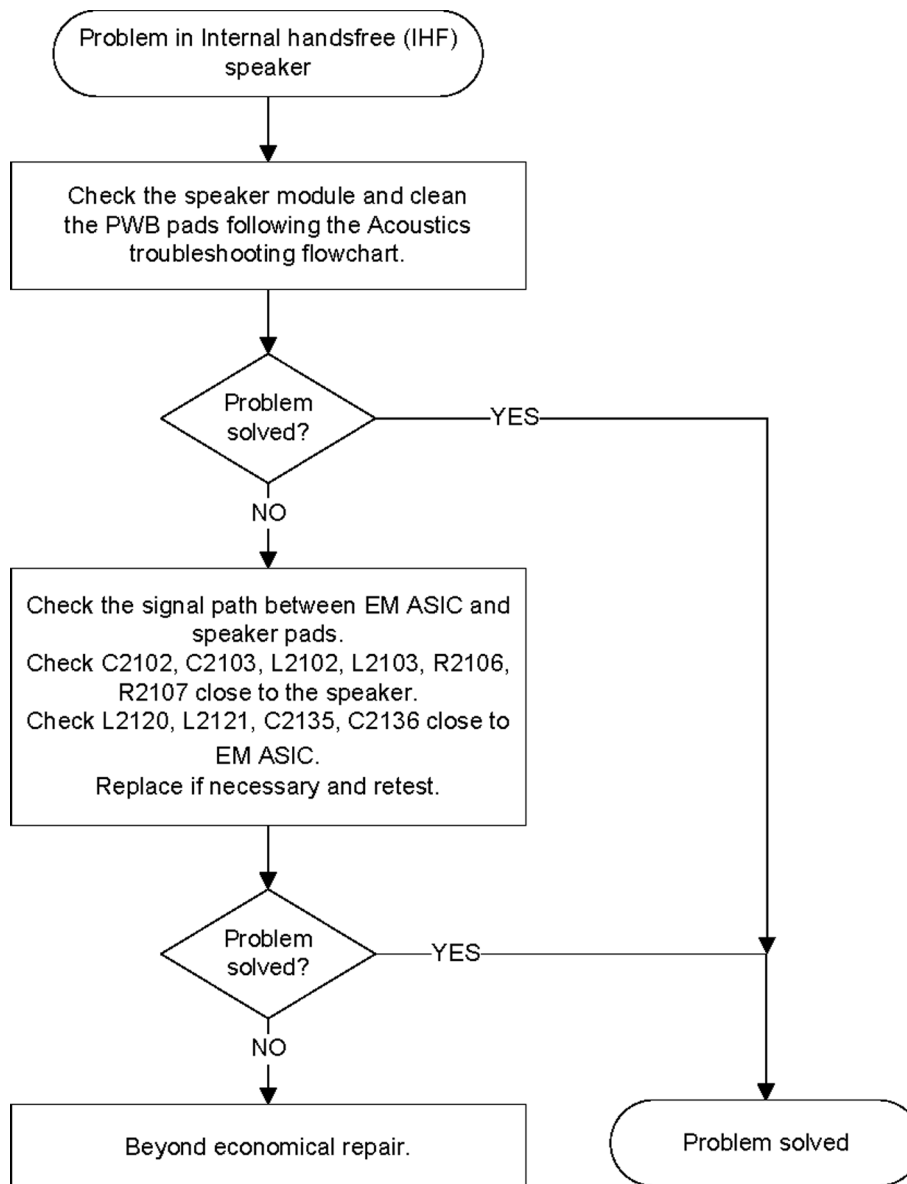 Problem in Internal handsfree (IHF)
speaker
Check the speaker module and clean
the PWB pads following the Acoustics
troubleshooting flowchart.
Problem
solved?
YES
NO
Check the signal path between EM ASIC and
speaker pads.
Check C2102, C2103, L2102, L2103, R2106,
R2107 close to the speaker.
Check L2120, L2121, C2135, C2136 close to
EM ASIC.
Replace if necessary and retest.
Problem
solved?
YES
NO
Beyond economical repair.
Problem solved